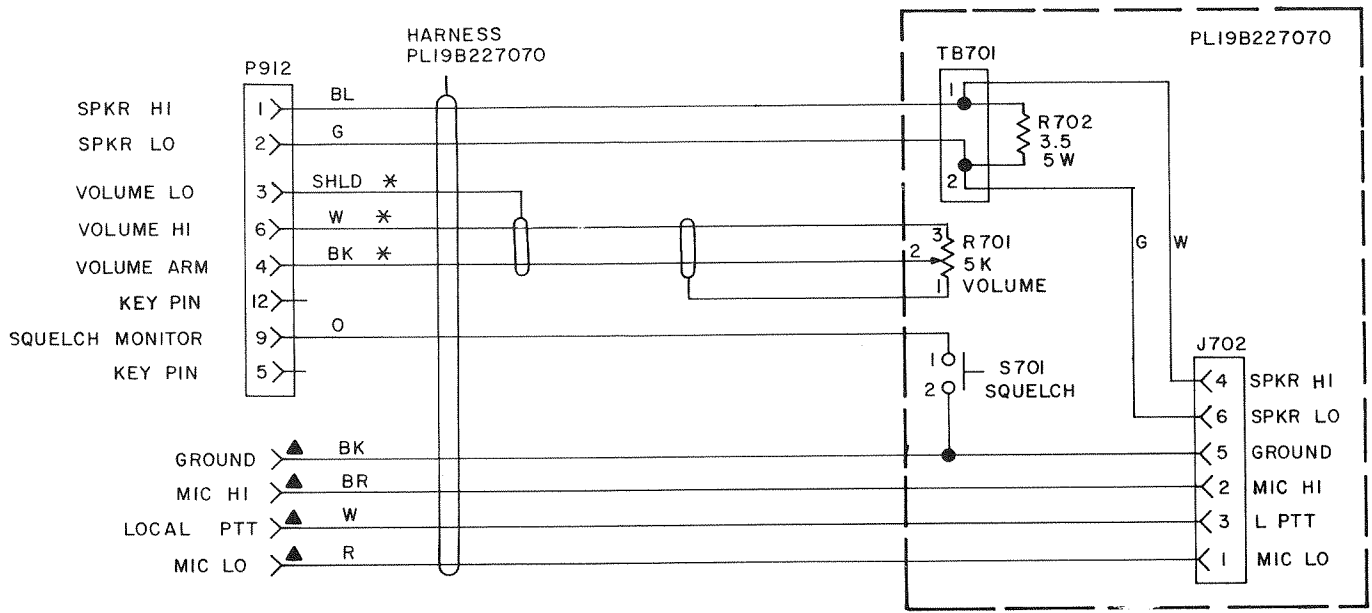 HARNESS
PL19B227070
P912
SPKR HI 1 BL
SPKR LO 2 G
VOLUME LO 3 SHLD *
VOLUME HI 6 W *
VOLUME ARM 4 BK *
KEY PIN 12
SQUELCH MONITOR 9 O
KEY PIN 5
GROUND ▲ BK
MIC HI ▲ BR
LOCAL PTT ▲ W
MIC LO ▲ R
PL19B227070
TB701
1
2
R702
3.5
5W
3
2
1
R701
5K
VOLUME
G W
1
2
S701
SQUELCH
J702
4 SPKR HI
6 SPKR LO
5 GROUND
2 MIC HI
3 L PTT
1 MIC LO